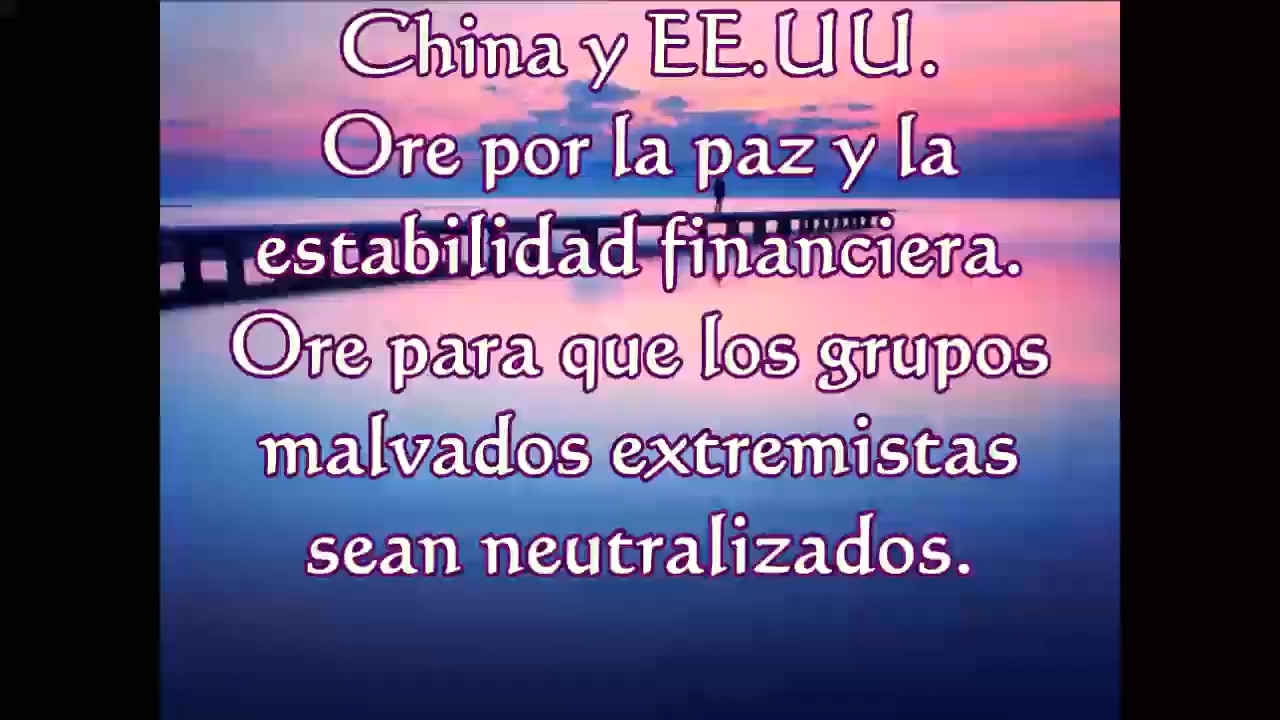 China y EE.UU.
Ore por la paz y la
estabilidad financiera.
Ore para que los grupos
malvados extremistas
sean neutralizados.